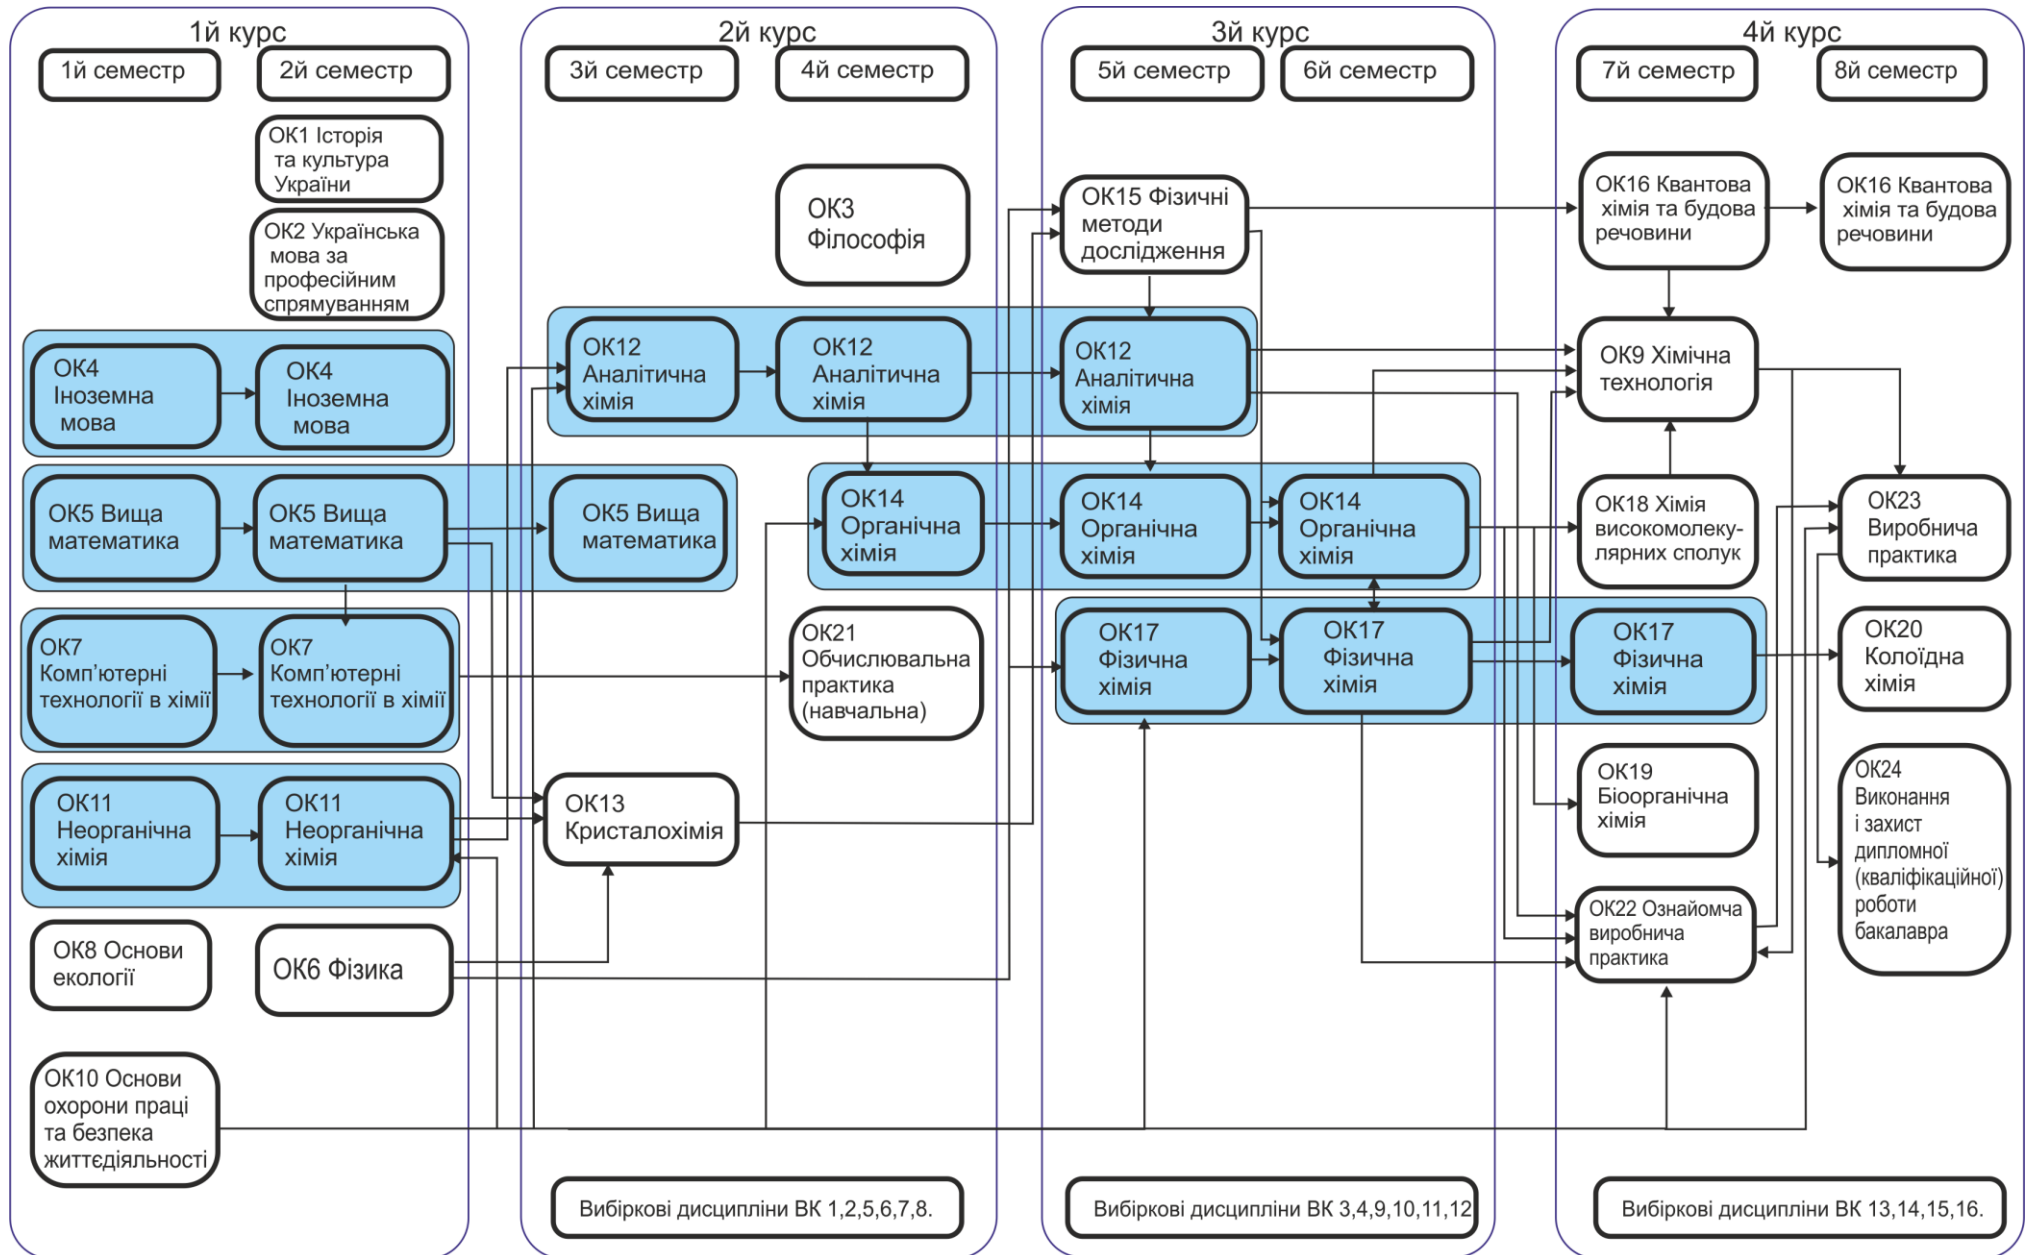 1й курс
2й курс
3й курс
4й курс
1й семестр
2й семестр
3й семестр
4й семестр
5й семестр
6й семестр
7й семестр
8й семестр
ОК1 Історія
та культура
України
ОК2 Українська
мова за
професійним
спрямуванням
ОК4
Іноземна
мова
ОК4
Іноземна
мова
ОК5 Вища
математика
ОК5 Вища
математика
ОК7
Комп'ютерні
технології в хімії
ОК7
Комп'ютерні
технології в хімії
ОК11
Неорганічна
хімія
ОК11
Неорганічна
хімія
ОК8 Основи
екології
ОК6 Фізика
ОК10 Основи
охорони праці
та безпека
життєдіяльності
ОК3
Філософія
ОК12
Аналітична
хімія
ОК12
Аналітична
хімія
ОК5 Вища
математика
ОК14
Органічна
хімія
ОК21
Обчислювальна
практика
(навчальна)
ОК13
Кристалохімія
Вибіркові дисципліни ВК 1,2,5,6,7,8.
ОК15 Фізичні
методи
дослідження
ОК12
Аналітична
хімія
ОК14
Органічна
хімія
ОК14
Органічна
хімія
ОК17
Фізична
хімія
ОК17
Фізична
хімія
Вибіркові дисципліни ВК 3,4,9,10,11,12
ОК16 Квантова
хімія та будова
речовини
ОК16 Квантова
хімія та будова
речовини
ОК9 Хімічна
технологія
ОК18 Хімія
високомолеку-
лярних сполук
ОК23
Виробнича
практика
ОК17
Фізична
хімія
ОК20
Колоїдна
хімія
ОК19
Біоорганічна
хімія
ОК24
Виконання
і захист
дипломної
(кваліфікаційної)
роботи
бакалавра
ОК22 Ознайомча
виробнича
практика
Вибіркові дисципліни ВК 13,14,15,16.